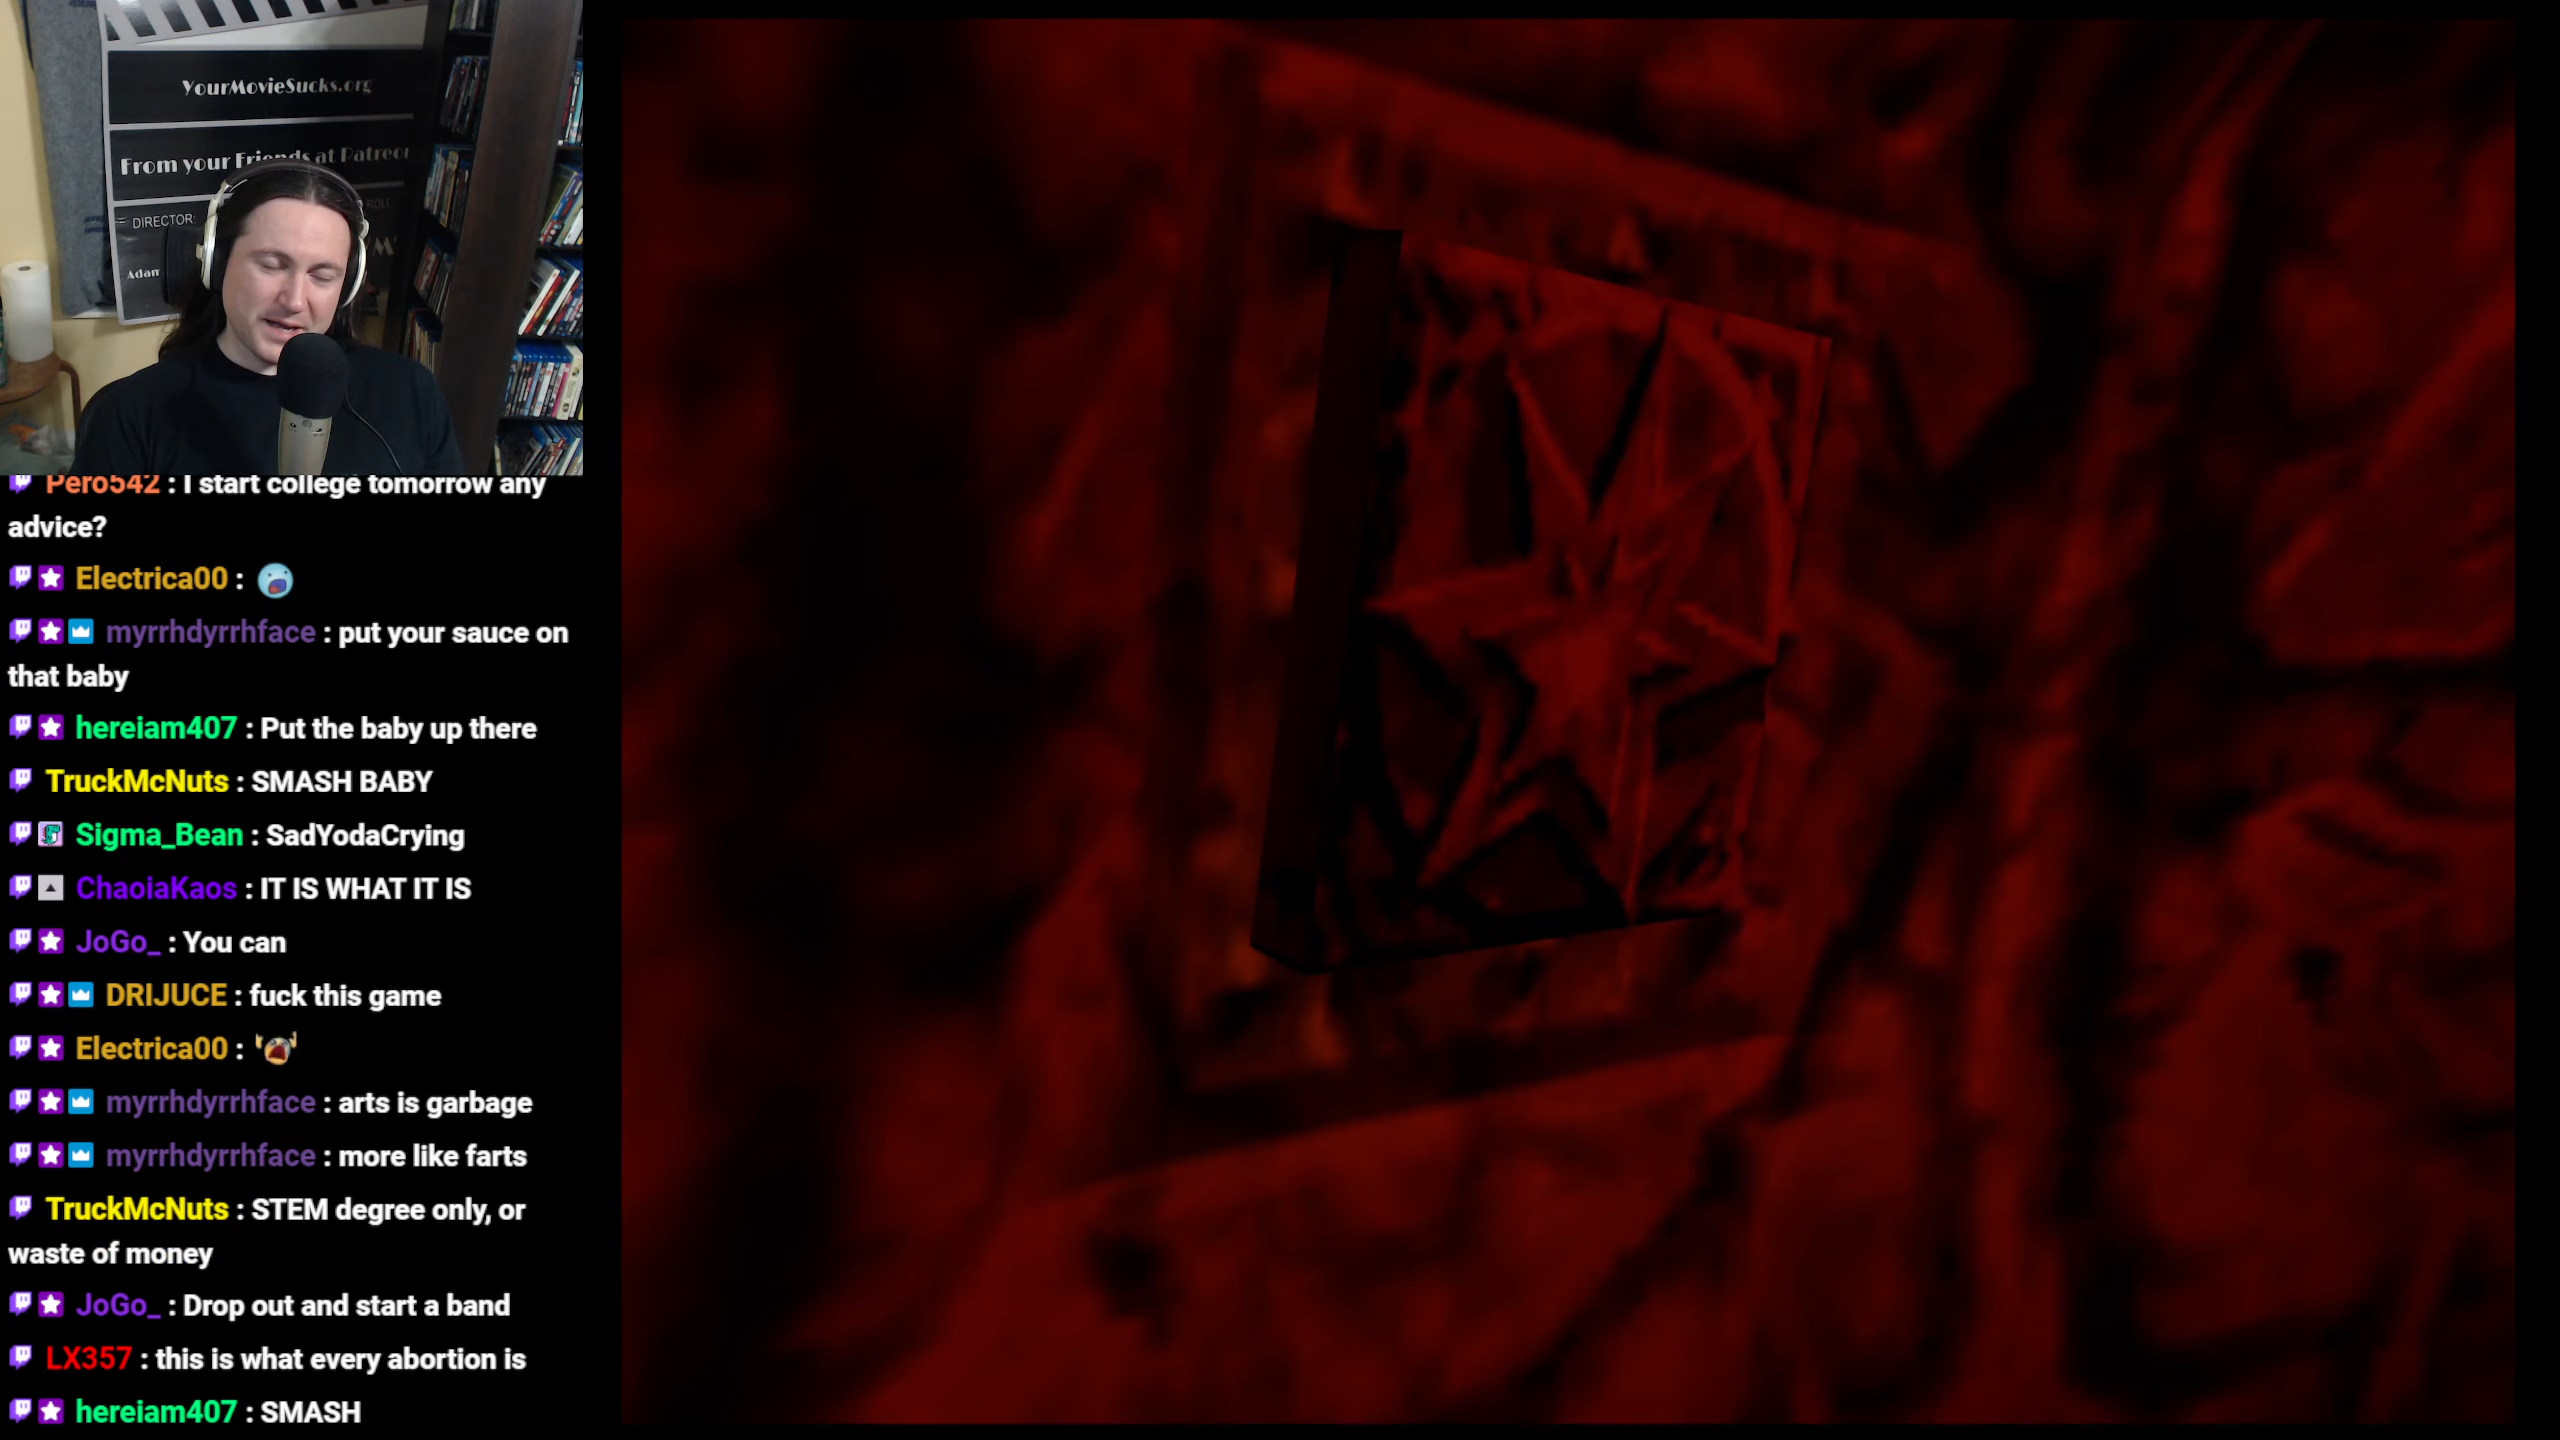 YourMovieSucks.org
From your Friends at Patreon
DIRECTOR:
ROLL
Adam
M
Pero542 : I start college tomorrow any
advice?
Electrica00 :
myrrhdyrrhface : put your sauce on
that baby
hereiam407 : Put the baby up there
TruckMcNuts : SMASH BABY
Sigma_Bean : SadYodaCrying
ChaoiaKaos : IT IS WHAT IT IS
JoGo_ : You can
DRIJUCE : fuck this game
Electrica00 :
myrrhdyrrhface : arts is garbage
myrrhdyrrhface : more like farts
TruckMcNuts : STEM degree only, or
waste of money
JoGo_ : Drop out and start a band
LX357 : this is what every abortion is
hereiam407 : SMASH